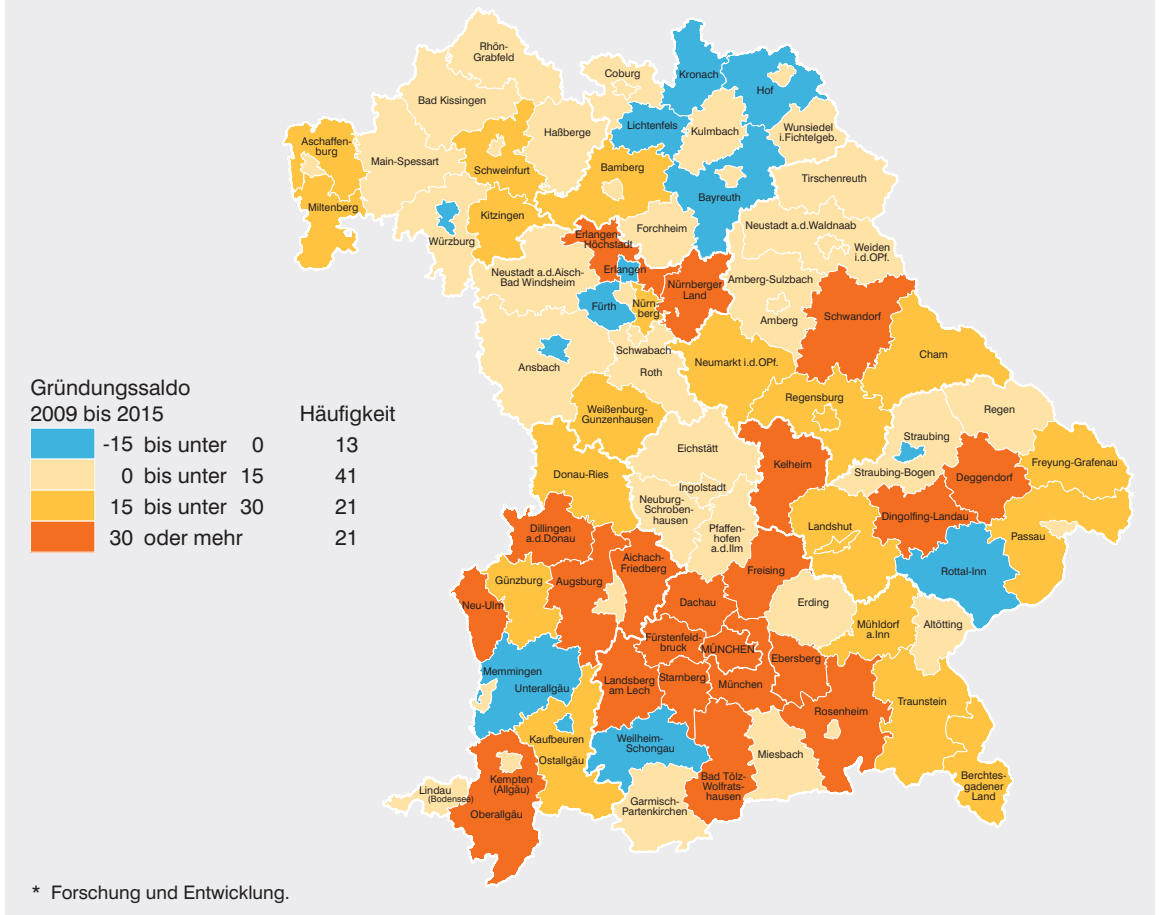 Rhön-
Grabfeld
Coburg
Kronach
Hof
Bad Kissingen
Lichtenfels
Kulmbach
Wunsiedel
i.Fichtelgeb.
Haßberge
Aschaffen-
burg
Main-Spessart
Schweinfurt
Bamberg
Tirschenreuth
Bayreuth
Miltenberg
Kitzingen
Würzburg
Forchheim
Neustadt a.d.Waldnaab
Erlangen-
Höchstadt
Weiden
i.d.OPf.
Neustadt a.d.Aisch-
Bad Windsheim
Erlangen
Nürnberger
Land
Amberg-Sulzbach
Fürth
Nürn-
berg
Amberg
Schwandorf
Schwabach
Roth
Ansbach
Neumarkt i.d.OPf.
Cham
Gründungssaldo
2009 bis 2015 Häufigkeit
-15 bis unter 0 13
0 bis unter 15 41
15 bis unter 30 21
30 oder mehr 21
Weißenburg-
Gunzenhausen
Regensburg
Regen
Straubing
Eichstätt
Kelheim
Straubing-Bogen
Freyung-Grafenau
Donau-Ries
Deggendorf
Ingolstadt
Neuburg-
Schroben-
hausen
Dingolfing-Landau
Dillingen
a.d.Donau
Pfaffen-
hofen
a.d.Ilm
Landshut
Passau
Aichach-
Friedberg
Freising
Rottal-Inn
Günzburg
Augsburg
Neu-Ulm
Dachau
Erding
Mühldorf
a.Inn
Altötting
Fürstenfeld-
bruck
MÜNCHEN
Ebersberg
Memmingen
Unterallgäu
Landsberg
am Lech
Starnberg
München
Traunstein
Rosenheim
Kaufbeuren
Ostallgäu
Weilheim-
Schongau
Miesbach
Bad Tölz-
Wolfrats-
hausen
Berchtes-
gadener
Land
Kempten
(Allgäu)
Lindau
(Bodensee)
Oberallgäu
Garmisch-
Partenkirchen
* Forschung und Entwicklung.